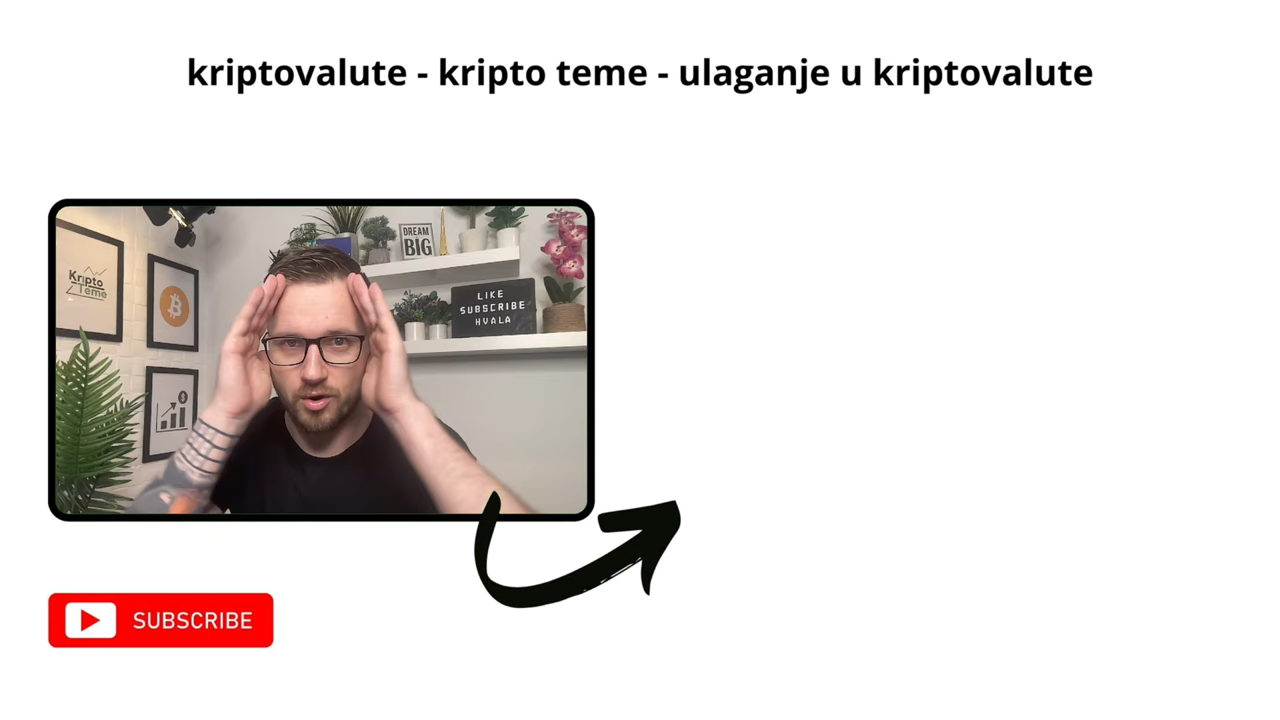 kriptovalute - kripto teme - ulaganje u kriptovalute
Kripto
Teme
DREAM
BIG
LIKE
SUBSCRIBE
HVALA
SUBSCRIBE